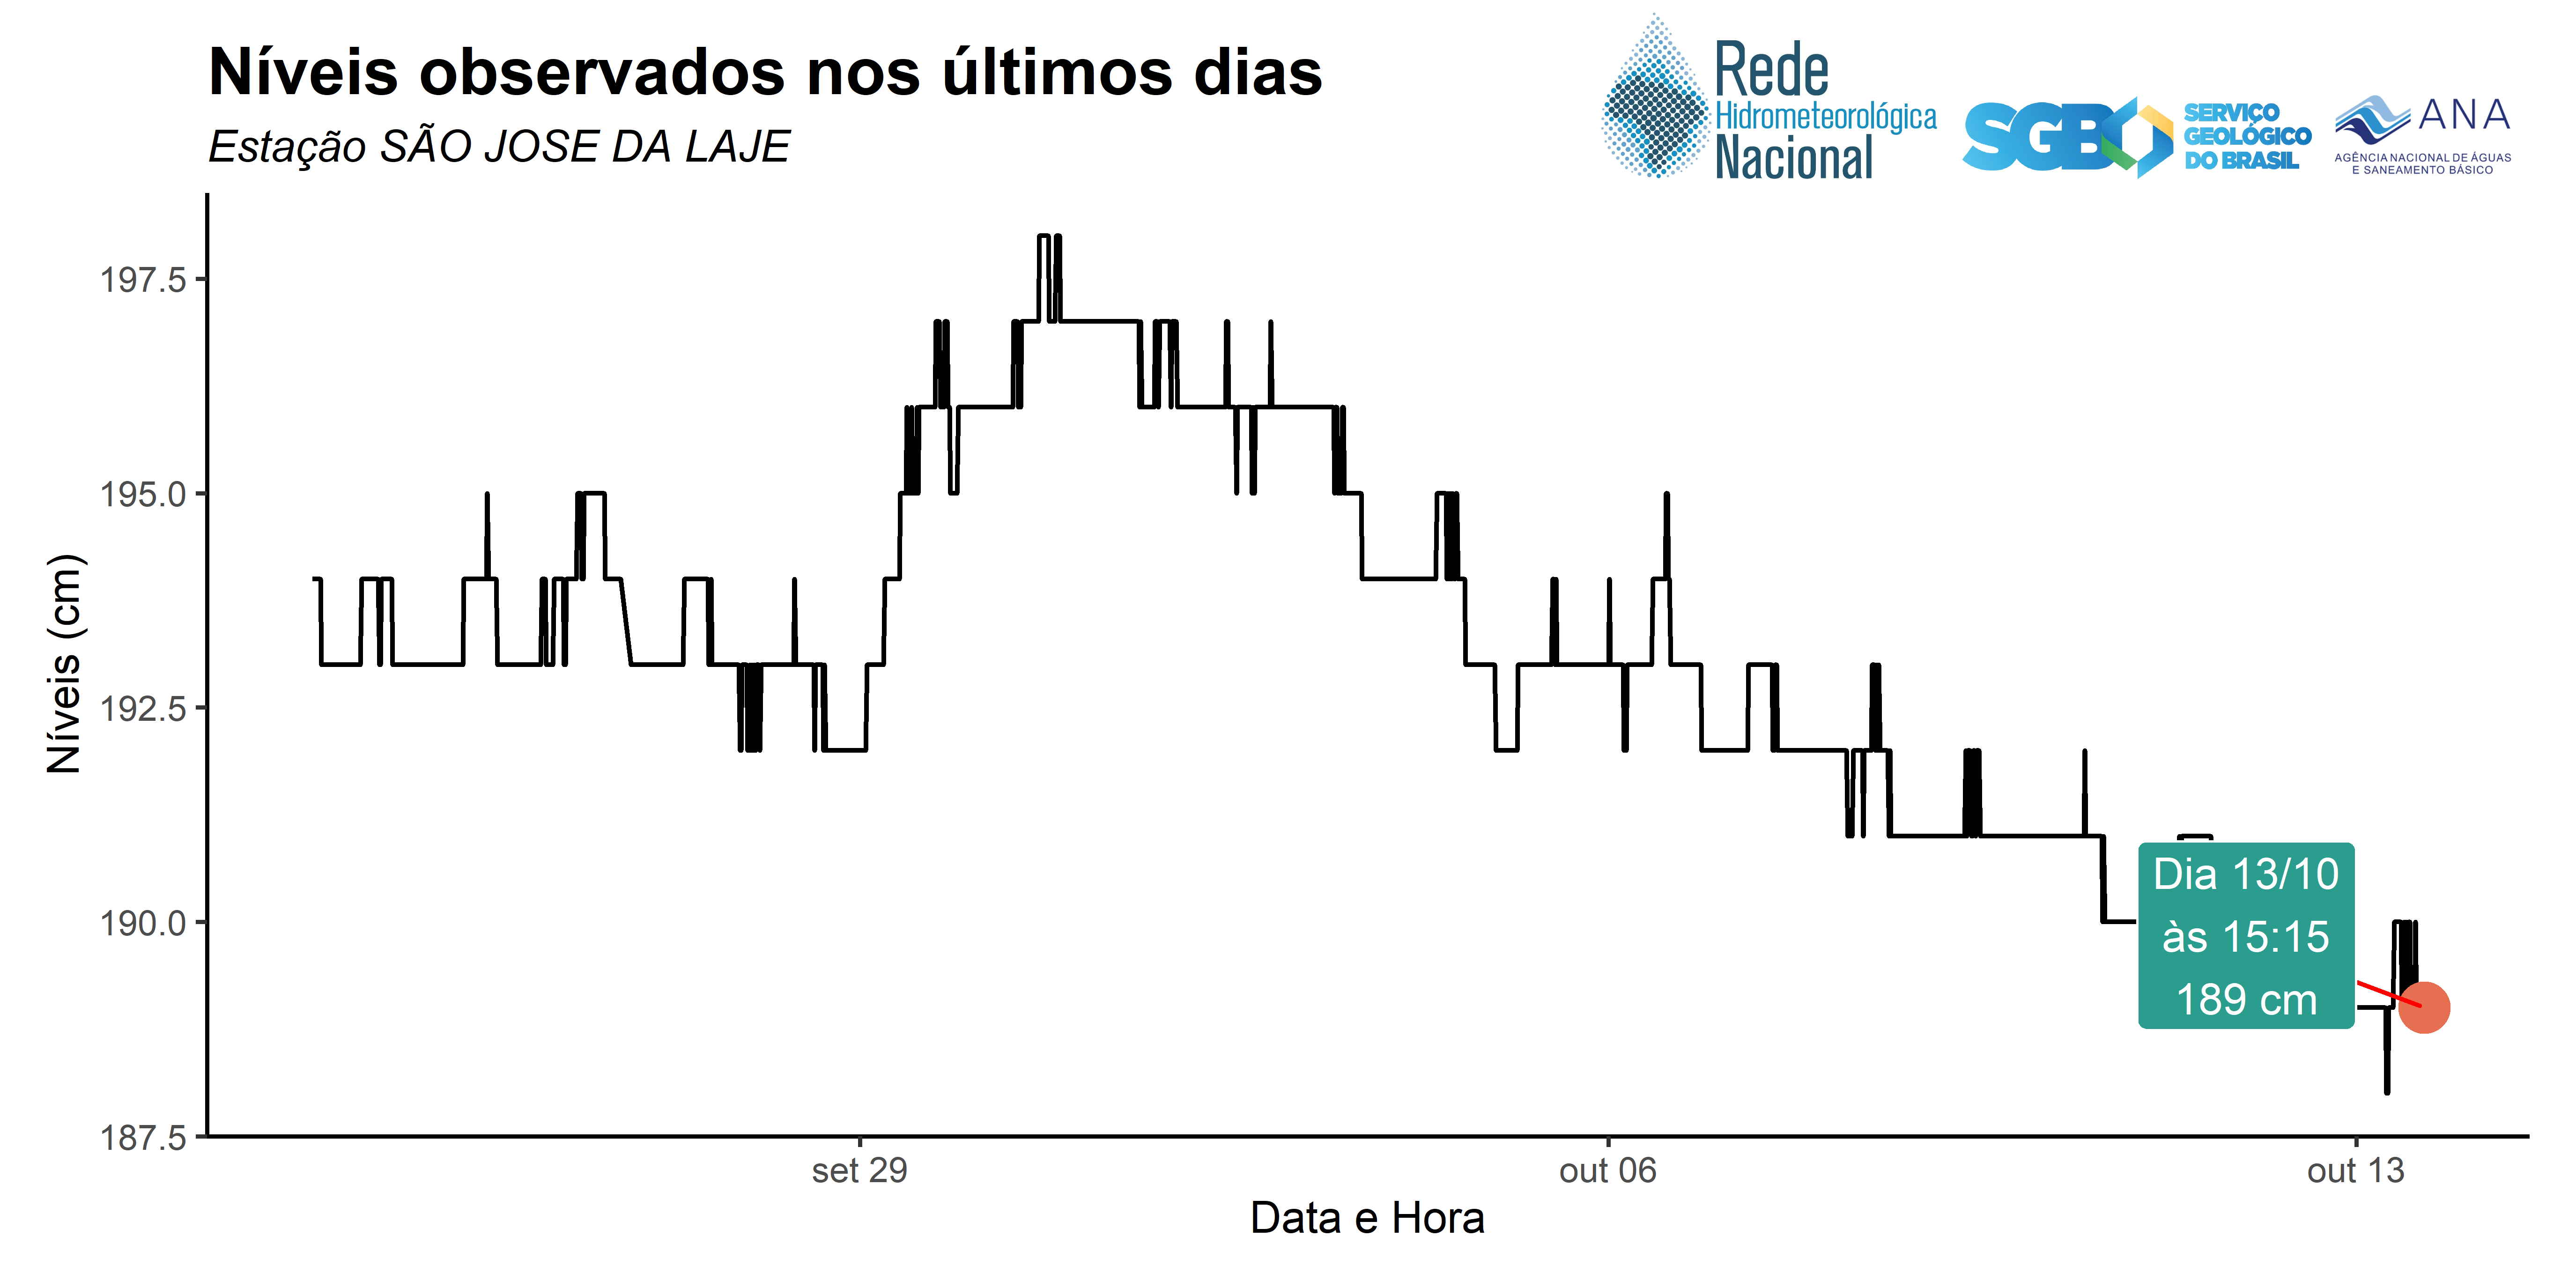 Níveis observados nos últimos dias
Estação SÃO JOSE DA LAJE
Rede
Hidrometeorológica
Nacional
SGB
SERVIÇO
GEOLÓGICO
DO BRASIL
ANA
AGÊNCIA NACIONAL DE ÁGUAS
E SANEAMENTO BÁSICO
Níveis (cm)
197.5
195.0
192.5
190.0
187.5
Dia 13/10
às 15:15
189 cm
set 29
out 06
out 13
Data e Hora